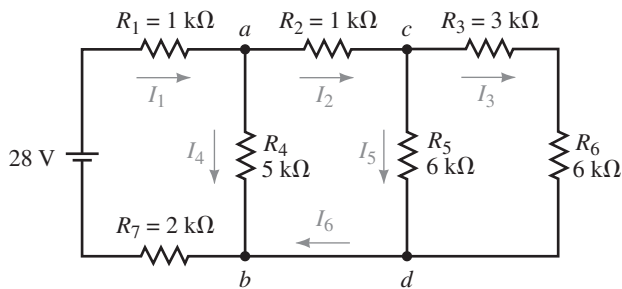 R1 = 1 kΩ a R2 = 1 kΩ c R3 = 3 kΩ
I1 I2 I3
28 V
I4 R4
5 kΩ
I5 R5
6 kΩ
R6
6 kΩ
R7 = 2 kΩ I6
b d